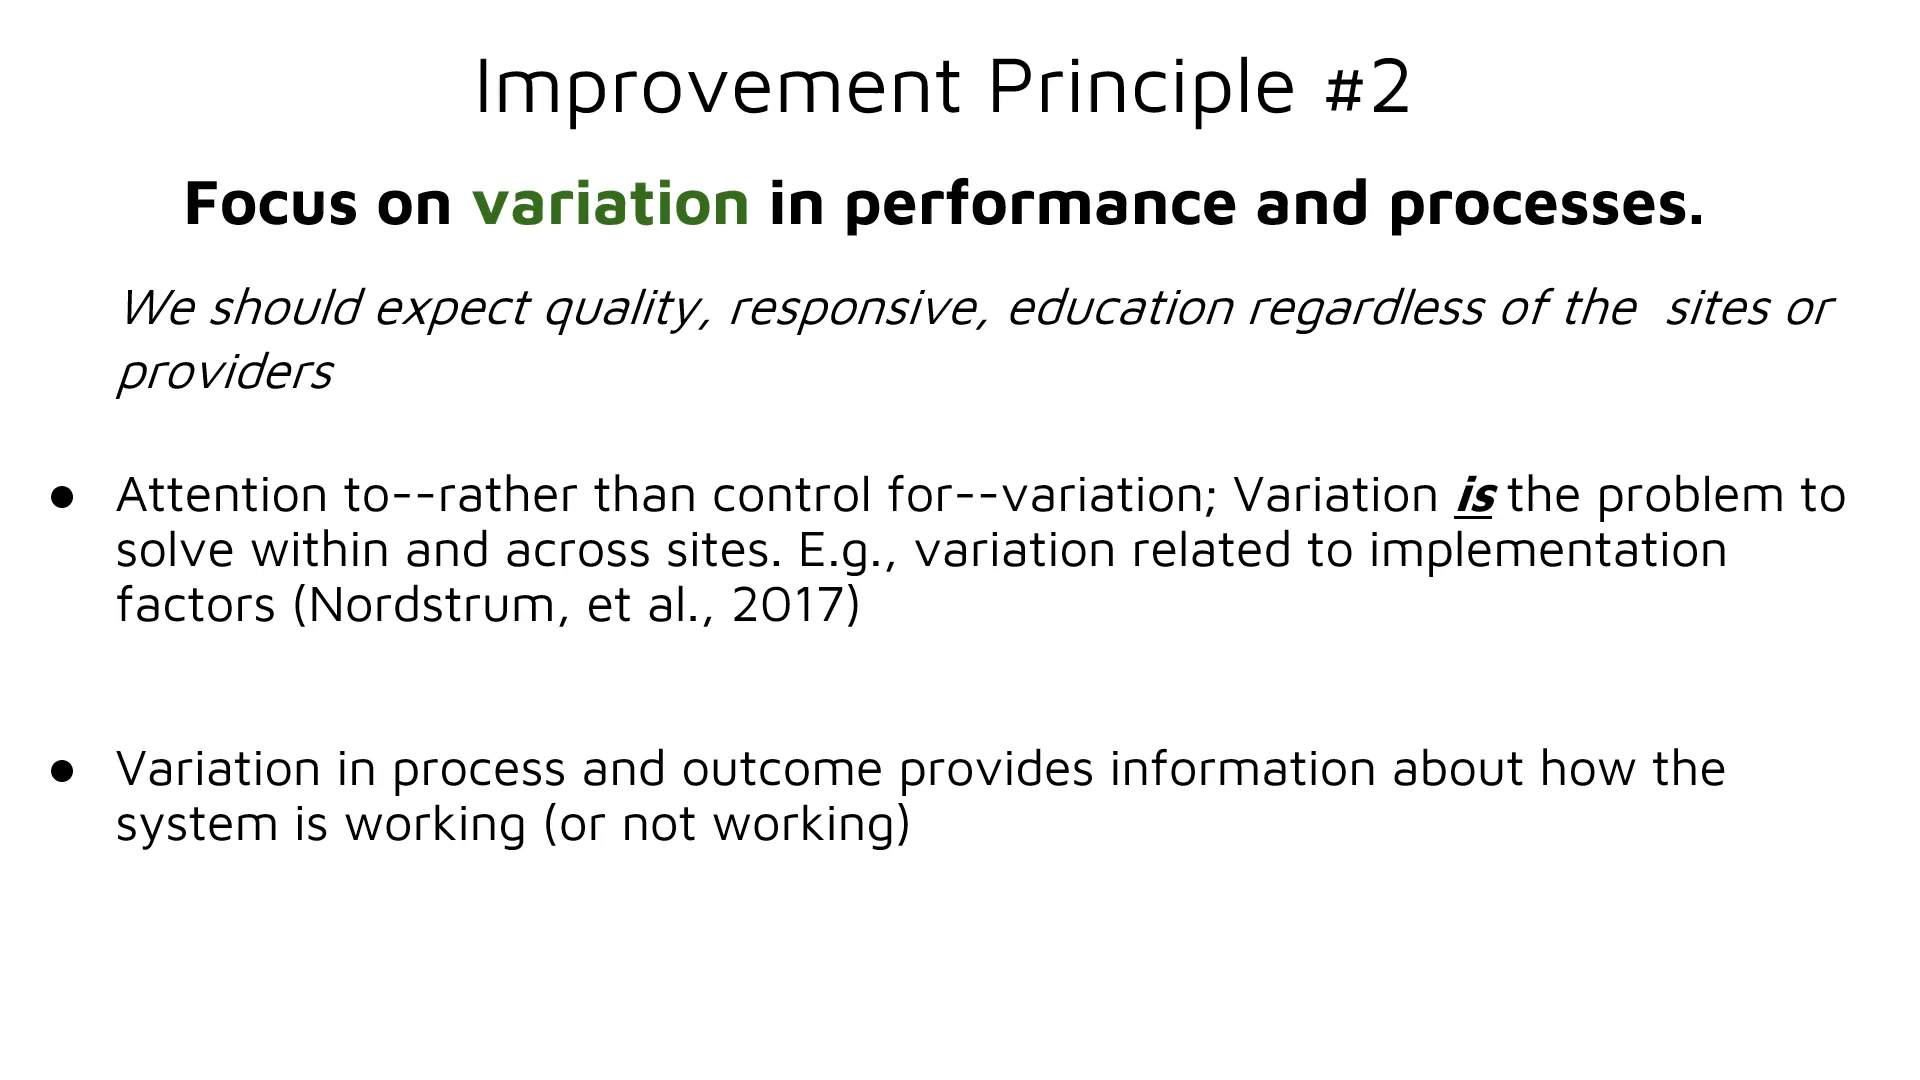 Improvement Principle #2
Focus on variation in performance and processes.
We should expect quality, responsive, education regardless of the  sites or
providers
● Attention to--rather than control for--variation; Variation is the problem to
solve within and across sites. E.g., variation related to implementation
factors (Nordstrum, et al., 2017)
● Variation in process and outcome provides information about how the
system is working (or not working)